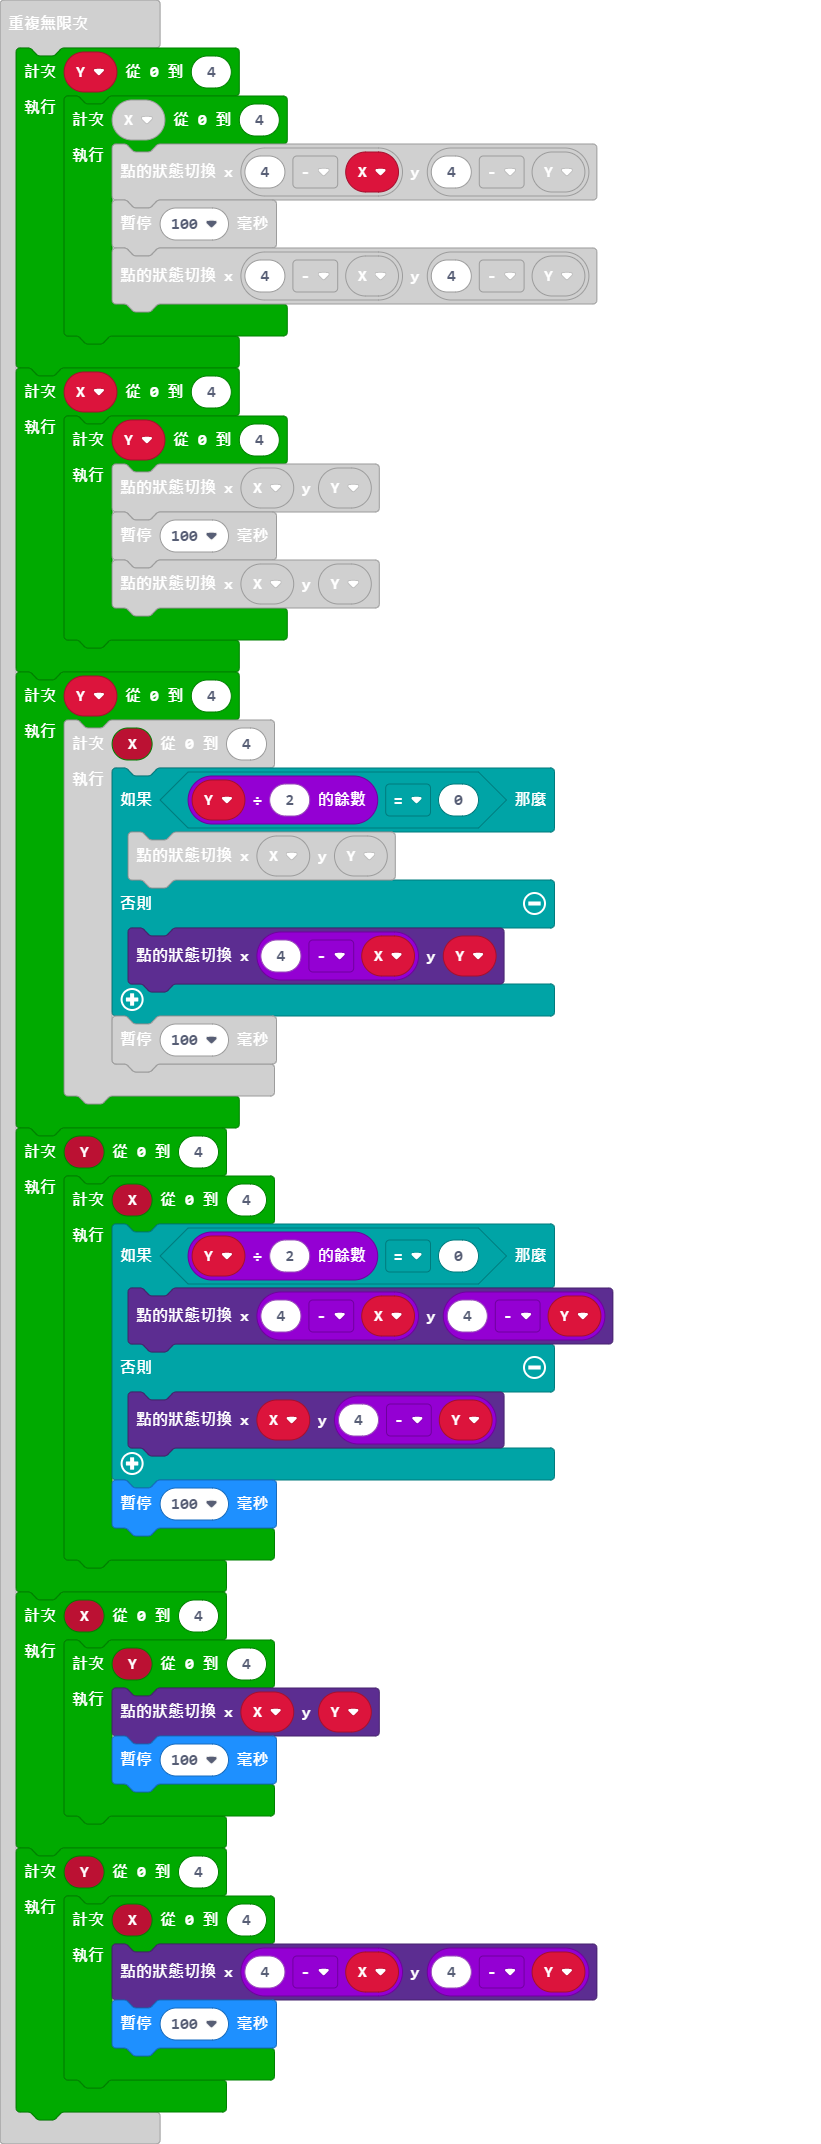 重複無限次
計次 Y 從 0 到 4
執行
計次 X 從 0 到 4
執行
點的狀態切換 x 4 - X y 4 - Y
暫停 100 毫秒
點的狀態切換 x 4 - X y 4 - Y
計次 X 從 0 到 4
執行
計次 Y 從 0 到 4
執行
點的狀態切換 x X y Y
暫停 100 毫秒
點的狀態切換 x X y Y
計次 Y 從 0 到 4
執行
計次 X 從 0 到 4
執行
如果 Y ÷ 2 的餘數 = 0 那麼
點的狀態切換 x X y Y
否則
點的狀態切換 x 4 - X y Y
暫停 100 毫秒
計次 Y 從 0 到 4
執行
計次 X 從 0 到 4
執行
如果 Y ÷ 2 的餘數 = 0 那麼
點的狀態切換 x 4 - X y 4 - Y
否則
點的狀態切換 x X y 4 - Y
暫停 100 毫秒
計次 X 從 0 到 4
執行
計次 Y 從 0 到 4
執行
點的狀態切換 x X y Y
暫停 100 毫秒
計次 Y 從 0 到 4
執行
計次 X 從 0 到 4
執行
點的狀態切換 x 4 - X y 4 - Y
暫停 100 毫秒